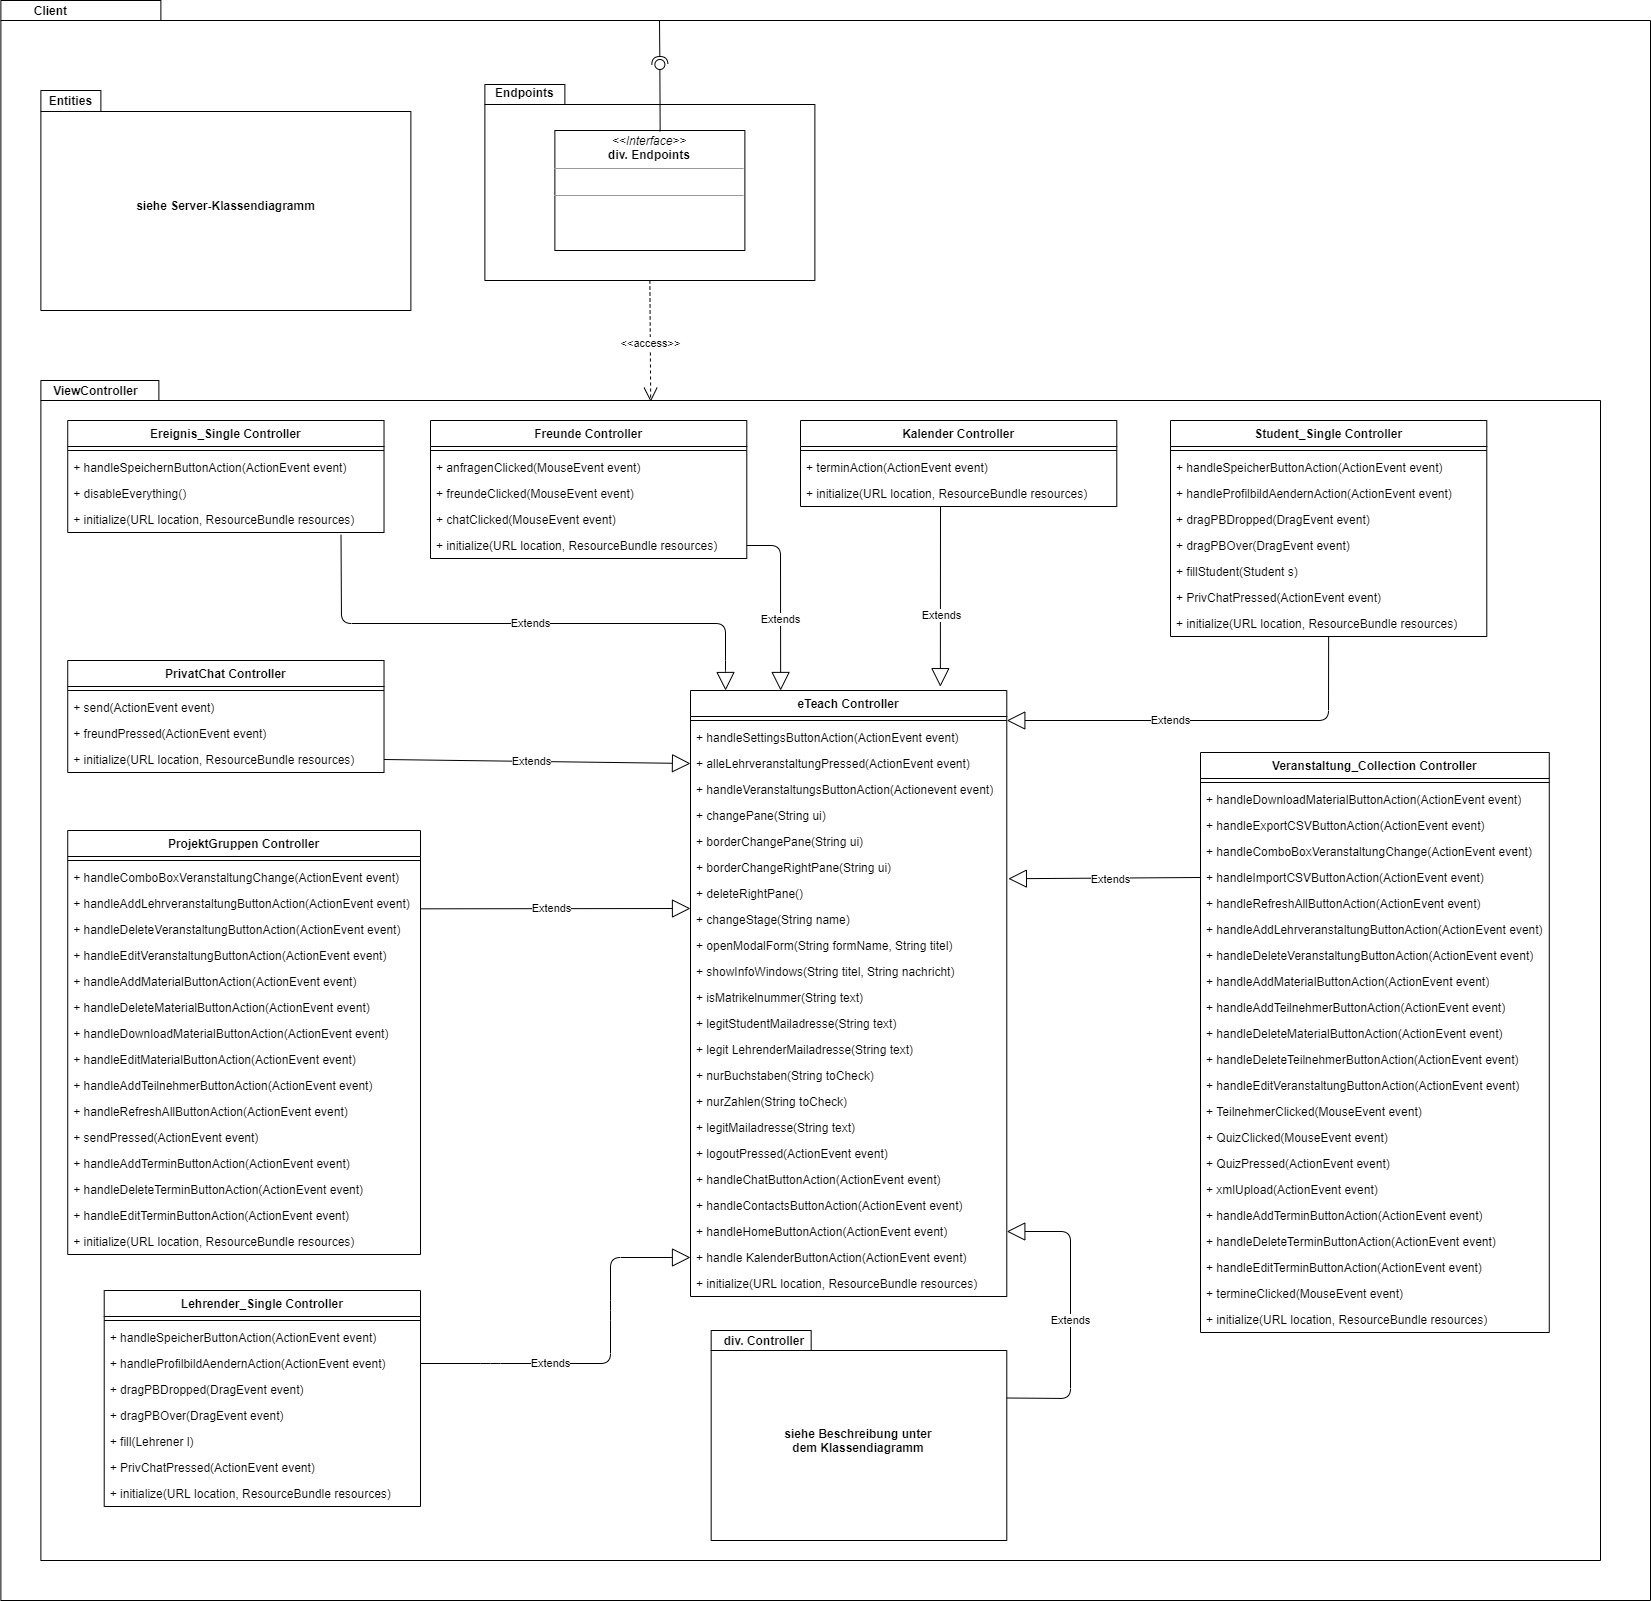 Client
Entities
siehe Server-Klassendiagramm
Endpoints
<<Interface>>
div. Endpoints
<<access>>
ViewController
Ereignis_Single Controller
+ handleSpeichernButtonAction(ActionEvent event)
+ disableEverything()
+ initialize(URL location, ResourceBundle resources)
Freunde Controller
+ anfragenClicked(MouseEvent event)
+ freundeClicked(MouseEvent event)
+ chatClicked(MouseEvent event)
+ initialize(URL location, ResourceBundle resources)
Kalender Controller
+ terminAction(ActionEvent event)
+ initialize(URL location, ResourceBundle resources)
Student_Single Controller
+ handleSpeicherButtonAction(ActionEvent event)
+ handleProfilbildAendernAction(ActionEvent event)
+ dragPBDropped(DragEvent event)
+ dragPBOver(DragEvent event)
+ fillStudent(Student s)
+ PrivChatPressed(ActionEvent event)
+ initialize(URL location, ResourceBundle resources)
Extends
Extends
Extends
Extends
PrivatChat Controller
+ send(ActionEvent event)
+ freundPressed(ActionEvent event)
+ initialize(URL location, ResourceBundle resources)
Extends
ProjektGruppen Controller
+ handleComboBoxVeranstaltungChange(ActionEvent event)
+ handleAddLehrveranstaltungButtonAction(ActionEvent event)
+ handleDeleteVeranstaltungButtonAction(ActionEvent event)
+ handleEditVeranstaltungButtonAction(ActionEvent event)
+ handleAddMaterialButtonAction(ActionEvent event)
+ handleDeleteMaterialButtonAction(ActionEvent event)
+ handleDownloadMaterialButtonAction(ActionEvent event)
+ handleEditMaterialButtonAction(ActionEvent event)
+ handleAddTeilnehmerButtonAction(ActionEvent event)
+ handleRefreshAllButtonAction(ActionEvent event)
+ sendPressed(ActionEvent event)
+ handleAddTerminButtonAction(ActionEvent event)
+ handleDeleteTerminButtonAction(ActionEvent event)
+ handleEditTerminButtonAction(ActionEvent event)
+ initialize(URL location, ResourceBundle resources)
Extends
eTeach Controller
+ handleSettingsButtonAction(ActionEvent event)
+ alleLehrveranstaltungPressed(ActionEvent event)
+ handleVeranstaltungsButtonAction(Actionevent event)
+ changePane(String ui)
+ borderChangePane(String ui)
+ borderChangeRightPane(String ui)
+ deleteRightPane()
+ changeStage(String name)
+ openModalForm(String formName, String titel)
+ showInfoWindows(String titel, String nachricht)
+ isMatrikelnummer(String text)
+ legitStudentMailadresse(String text)
+ legit LehrenderMailadresse(String text)
+ nurBuchstaben(String toCheck)
+ nurZahlen(String toCheck)
+ legitMailadresse(String text)
+ logoutPressed(ActionEvent event)
+ handleChatButtonAction(ActionEvent event)
+ handleContactsButtonAction(ActionEvent event)
+ handleHomeButtonAction(ActionEvent event)
+ handle KalenderButtonAction(ActionEvent event)
+ initialize(URL location, ResourceBundle resources)
Extends
Veranstaltung_Collection Controller
+ handleDownloadMaterialButtonAction(ActionEvent event)
+ handleExportCSVButtonAction(ActionEvent event)
+ handleComboBoxVeranstaltungChange(ActionEvent event)
+ handleImportCSVButtonAction(ActionEvent event)
+ handleRefreshAllButtonAction(ActionEvent event)
+ handleAddLehrveranstaltungButtonAction(ActionEvent event)
+ handleDeleteVeranstaltungButtonAction(ActionEvent event)
+ handleAddMaterialButtonAction(ActionEvent event)
+ handleAddTeilnehmerButtonAction(ActionEvent event)
+ handleDeleteMaterialButtonAction(ActionEvent event)
+ handleDeleteTeilnehmerButtonAction(ActionEvent event)
+ handleEditVeranstaltungButtonAction(ActionEvent event)
+ TeilnehmerClicked(MouseEvent event)
+ QuizClicked(MouseEvent event)
+ QuizPressed(ActionEvent event)
+ xmlUpload(ActionEvent event)
+ handleAddTerminButtonAction(ActionEvent event)
+ handleDeleteTerminButtonAction(ActionEvent event)
+ handleEditTerminButtonAction(ActionEvent event)
+ termineClicked(MouseEvent event)
+ initialize(URL location, ResourceBundle resources)
Lehrender_Single Controller
+ handleSpeicherButtonAction(ActionEvent event)
+ handleProfilbildAendernAction(ActionEvent event)
+ dragPBDropped(DragEvent event)
+ dragPBOver(DragEvent event)
+ fill(Lehrener l)
+ PrivChatPressed(ActionEvent event)
+ initialize(URL location, ResourceBundle resources)
Extends
Extends
div. Controller
siehe Beschreibung unter
dem Klassendiagramm